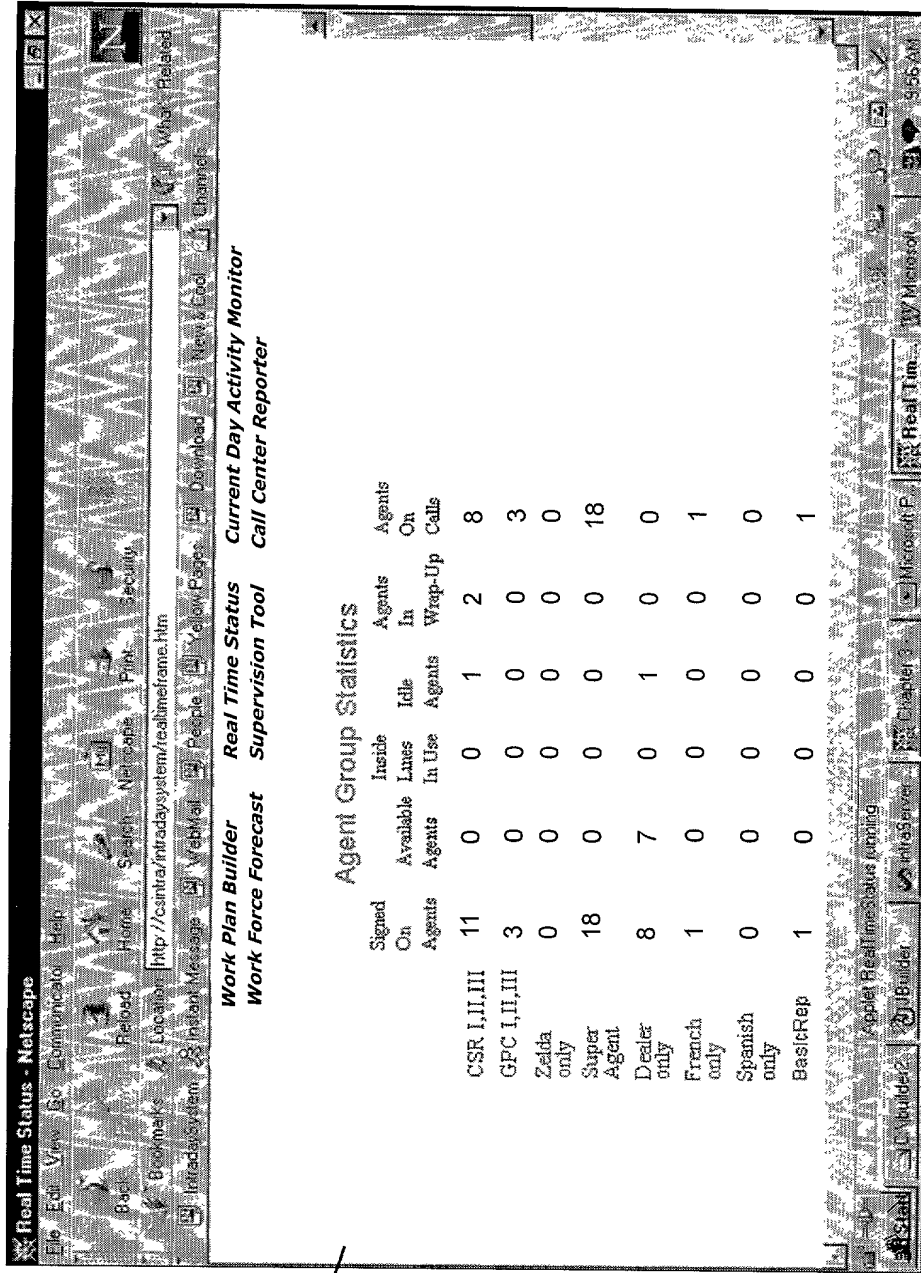 Real Time Status - Netscape
File Edit View Go Communicator Help
Back Reload Home Search Netscape Print Security
Bookmarks Location http://csintra/intradaysystem/realtimeframe.htm What's Related
IntradaySystem Instant Message WebMail People Yellow Pages Download New & Cool Channels
Work Plan Builder Real Time Status Current Day Activity Monitor
Work Force Forecast Supervision Tool Call Center Reporter
Agent Group Statistics
Signed On Agents Available Agents Inside Lines In Use Idle Agents Agents In Wrap-Up Agents On Calls
CSR I,II,III 11 0 0 1 2 8
GPC I,II,III 3 0 0 0 0 3
Zelda only 0 0 0 0 0 0
Super Agent 18 0 0 0 0 18
Dealer only 8 7 0 1 0 0
French only 1 0 0 0 0 1
Spanish only 0 0 0 0 0 0
BasicRep 1 0 0 0 0 1
Applet RealTimeStatus running
Start JBuilder IntraServer Chapter 3 Microsoft P... Real Tim... Microsoft... 9:56 AM